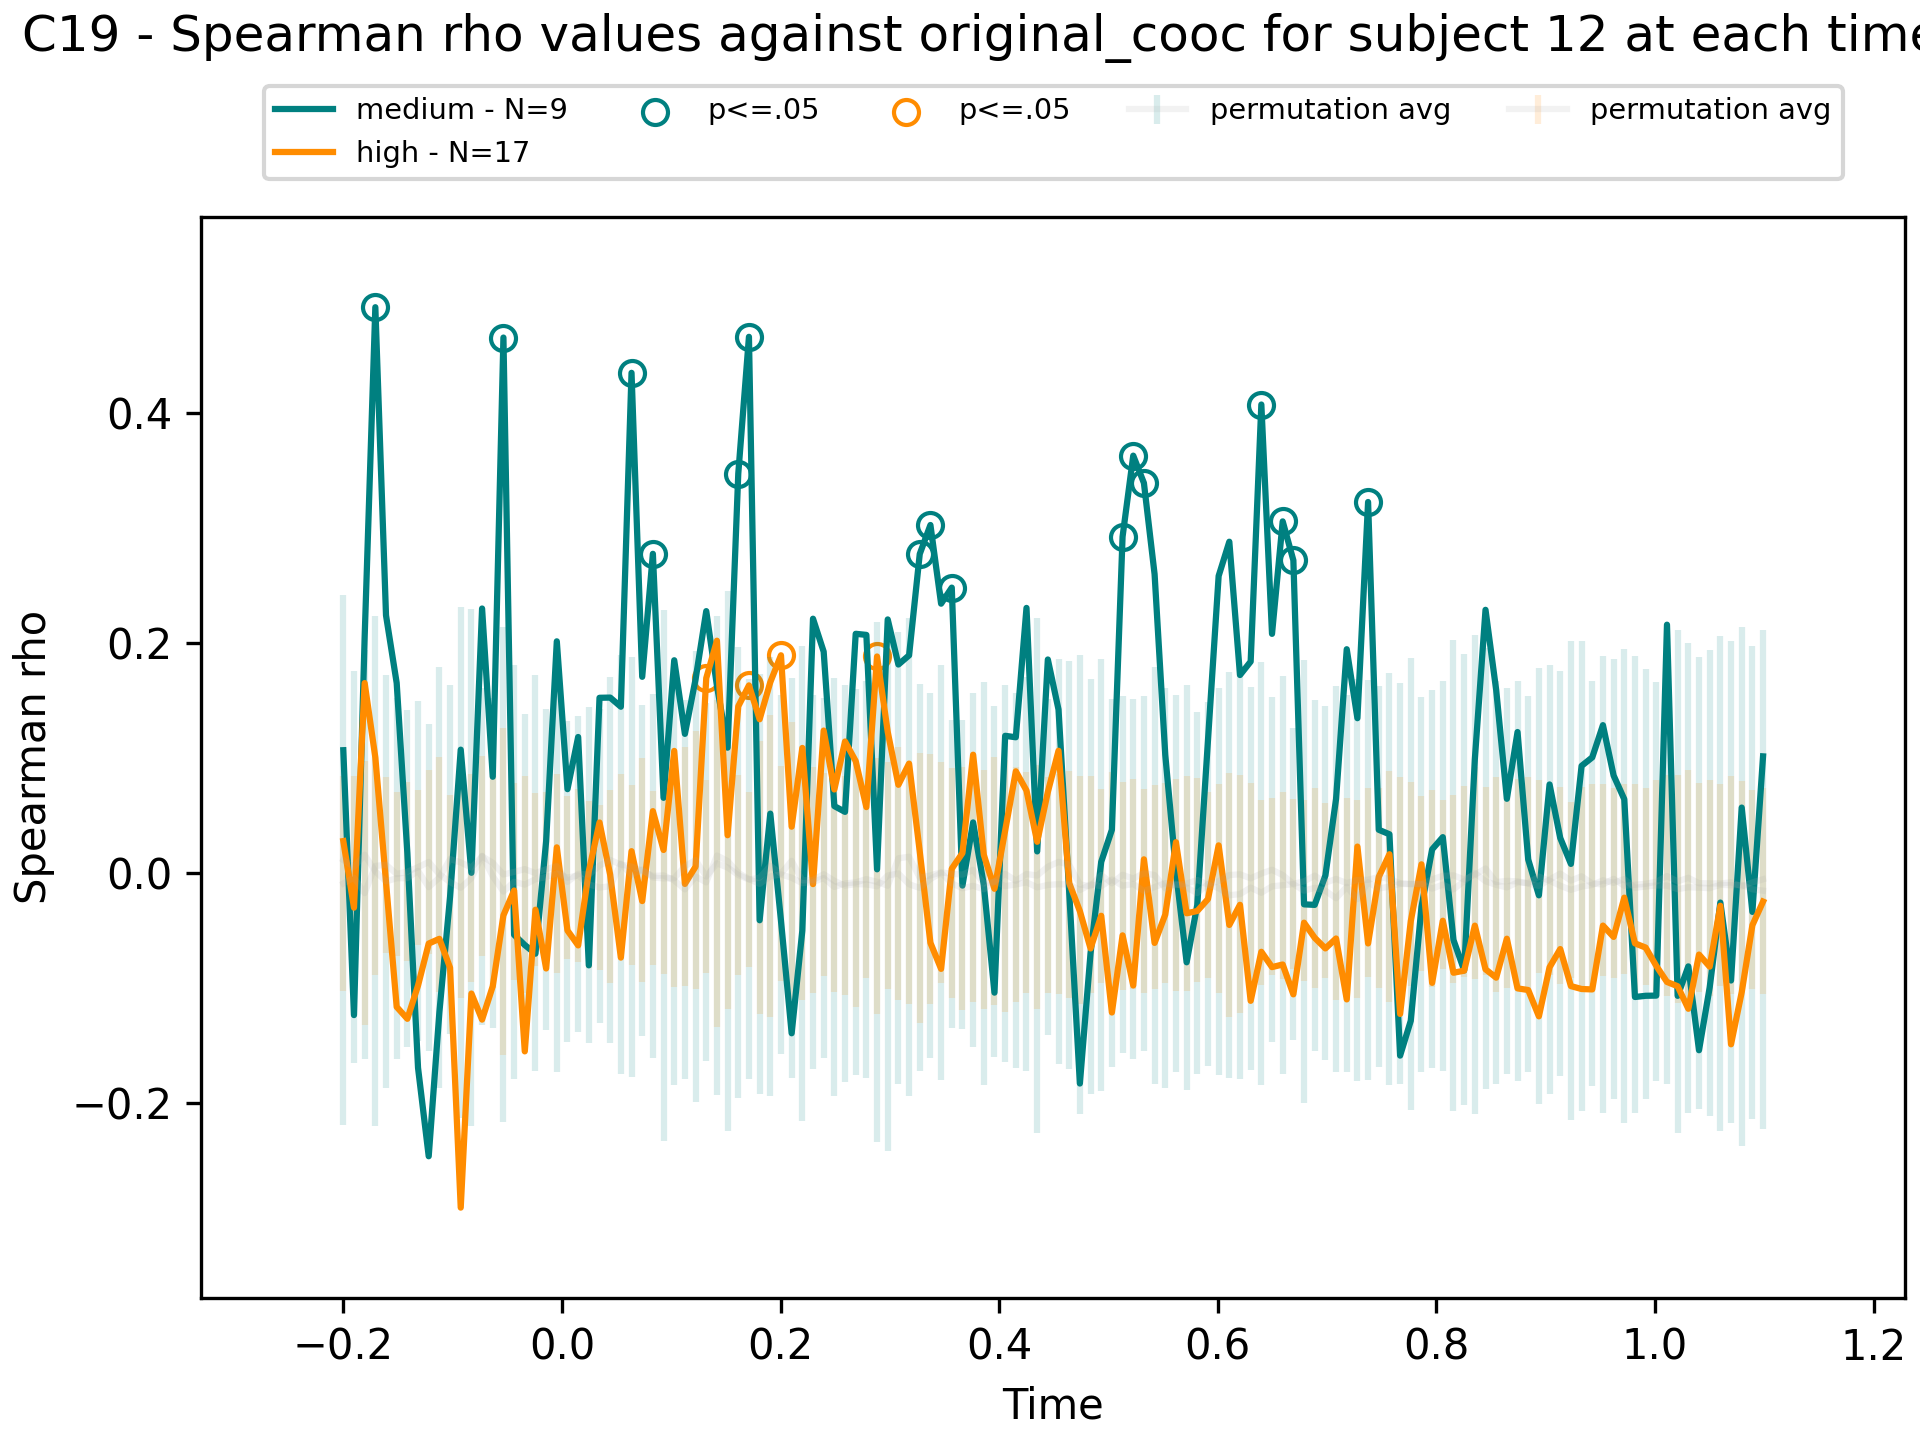 C19 - Spearman rho values against original_cooc for subject 12 at each time
medium - N=9
high - N=17
p<=.05
p<=.05
permutation avg
permutation avg
Spearman rho
0.4
0.2
0.0
−0.2
−0.2
0.0
0.2
0.4
0.6
0.8
1.0
1.2
Time